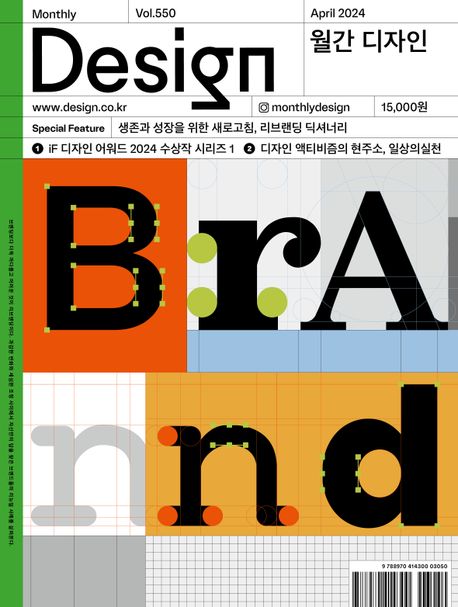 Monthly
Vol.550
April 2024
Design
월간 디자인
www.design.co.kr
monthlydesign
15,000원
Special Feature
생존과 성장을 위한 새로고침, 리브랜딩 딕셔너리
1 iF 디자인 어워드 2024 수상작 시리즈 1 2 디자인 액티비즘의 현주소, 일상의실천
BrA
nnd
9 788970 414300 03050